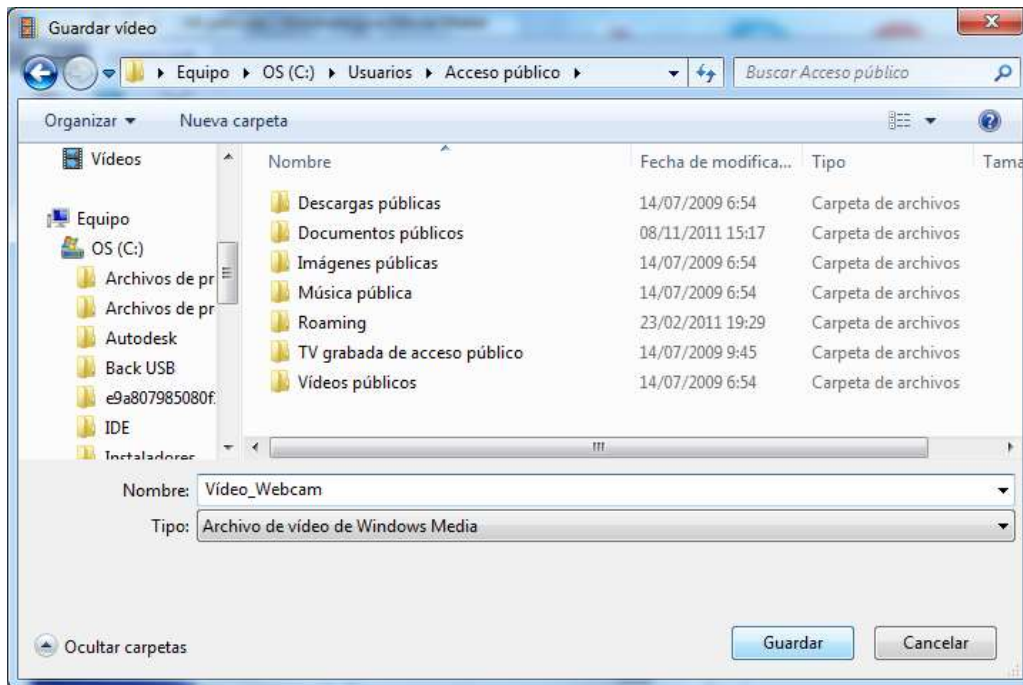 Guardar vídeo
Equipo OS (C:) Usuarios Acceso público
Buscar Acceso público
Organizar Nueva carpeta
Vídeos
Equipo
OS (C:)
Archivos de pr
Archivos de pr
Autodesk
Back USB
e9a807985080f
IDE
Instaladores
Nombre Fecha de modifica... Tipo Tama
Descargas públicas 14/07/2009 6:54 Carpeta de archivos
Documentos públicos 08/11/2011 15:17 Carpeta de archivos
Imágenes públicas 14/07/2009 6:54 Carpeta de archivos
Música pública 14/07/2009 6:54 Carpeta de archivos
Roaming 23/02/2011 19:29 Carpeta de archivos
TV grabada de acceso público 14/07/2009 9:45 Carpeta de archivos
Vídeos públicos 14/07/2009 6:54 Carpeta de archivos
Nombre: Vídeo_Webcam
Tipo: Archivo de vídeo de Windows Media
Ocultar carpetas
Guardar Cancelar